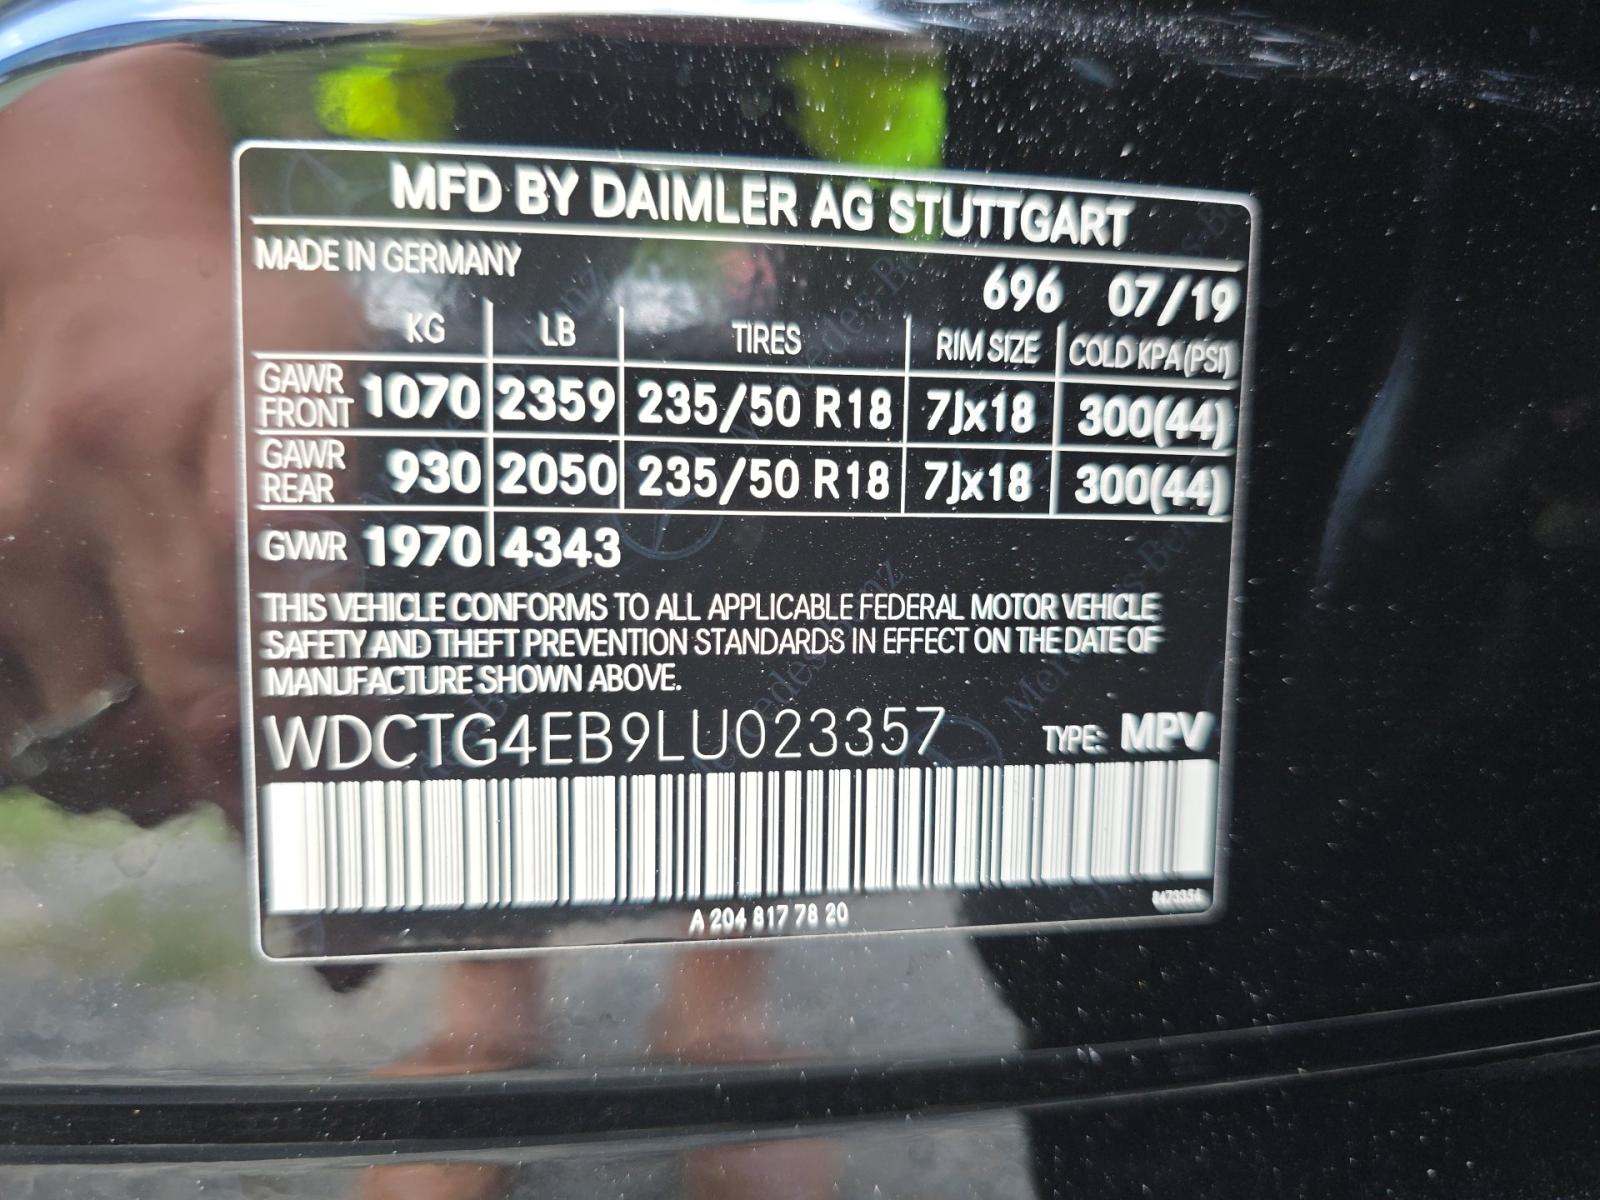 MFD BY DAIMLER AG STUTTGART
MADE IN GERMANY
696 07/19
KG LB TIRES RIM SIZE COLD KPA(PSI)
GAWR FRONT 1070 2359 235/50 R18 7Jx18 300(44)
GAWR REAR 930 2050 235/50 R18 7Jx18 300(44)
GVWR 1970 4343
THIS VEHICLE CONFORMS TO ALL APPLICABLE FEDERAL MOTOR VEHICLE
SAFETY AND THEFT PREVENTION STANDARDS IN EFFECT ON THE DATE OF
MANUFACTURE SHOWN ABOVE.
WDCTG4EB9LU023357 TYPE: MPV
A 204 817 78 20